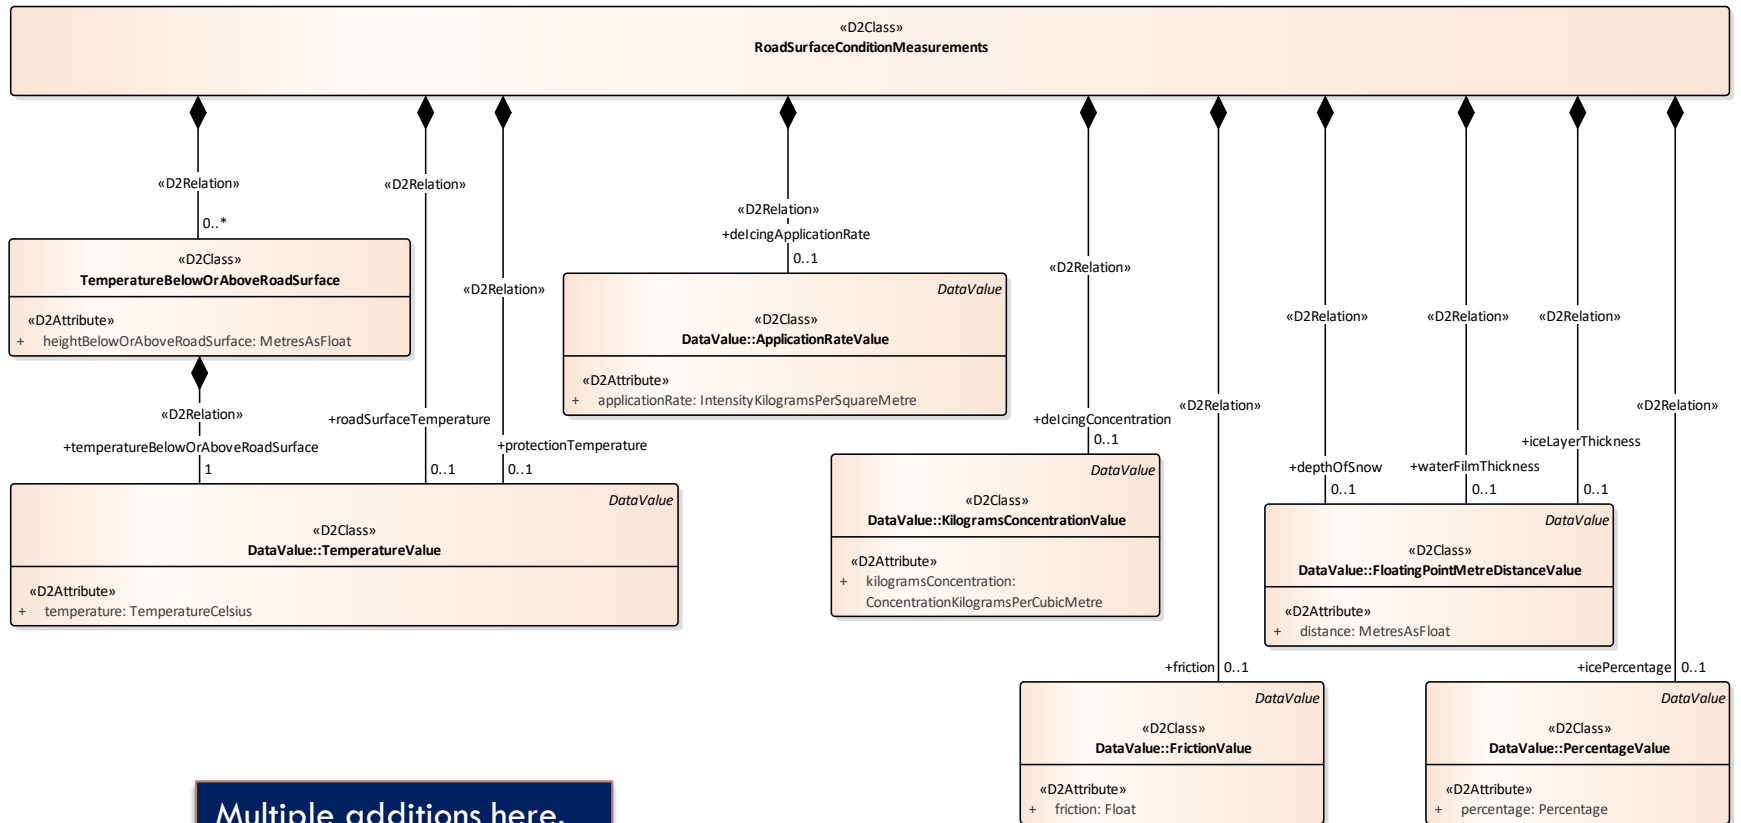 «D2Class»
RoadSurfaceConditionMeasurements
«D2Relation»
«D2Relation»
0..*
«D2Relation»
+deIcingApplicationRate
0..1
«D2Class»
TemperatureBelowOrAboveRoadSurface
«D2Attribute»
+ heightBelowOrAboveRoadSurface: MetresAsFloat
«D2Relation»
«D2Relation»
DataValue
«D2Class»
DataValue::ApplicationRateValue
«D2Attribute»
+ applicationRate: IntensityKilogramsPerSquareMetre
«D2Relation»
«D2Relation»
«D2Relation»
«D2Relation»
«D2Relation»
+temperatureBelowOrAboveRoadSurface
1
+roadSurfaceTemperature
0..1
+protectionTemperature
0..1
+deIcingConcentration
0..1
«D2Relation»
«D2Relation»
+depthOfSnow
0..1
+waterFilmThickness
0..1
+iceLayerThickness
0..1
DataValue
«D2Class»
DataValue::TemperatureValue
«D2Attribute»
+ temperature: TemperatureCelsius
DataValue
«D2Class»
DataValue::KilogramsConcentrationValue
«D2Attribute»
+ kilogramsConcentration:
ConcentrationKilogramsPerCubicMetre
DataValue
«D2Class»
DataValue::FloatingPointMetreDistanceValue
«D2Attribute»
+ distance: MetresAsFloat
+friction 0..1
+icePercentage 0..1
DataValue
«D2Class»
DataValue::FrictionValue
«D2Attribute»
+ friction: Float
DataValue
«D2Class»
DataValue::PercentageValue
«D2Attribute»
+ percentage: Percentage
Multiple additions here.